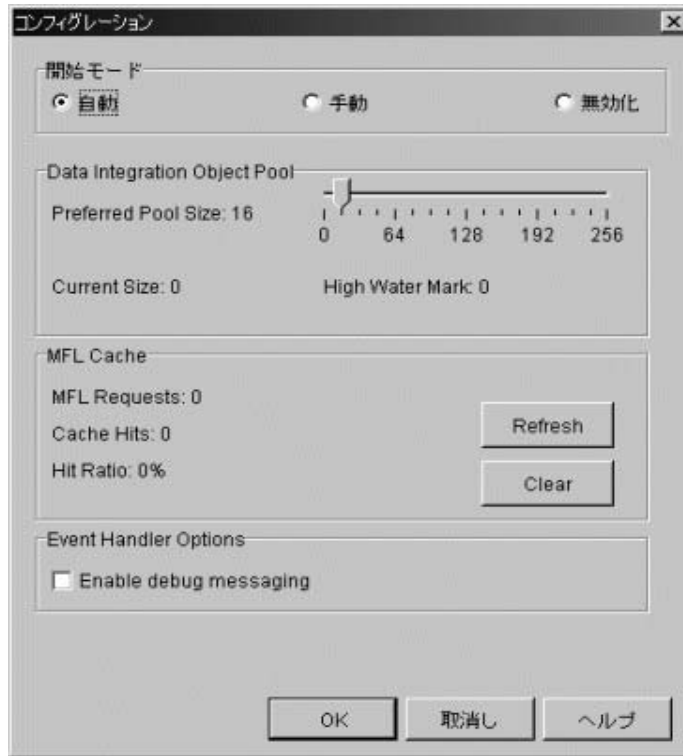 コンフィグレーション
開始モード
自動 手動 無効化
Data Integration Object Pool
Preferred Pool Size: 16
0 64 128 192 256
Current Size: 0 High Water Mark: 0
MFL Cache
MFL Requests: 0
Cache Hits: 0
Refresh
Hit Ratio: 0%
Clear
Event Handler Options
Enable debug messaging
OK 取消し ヘルプ